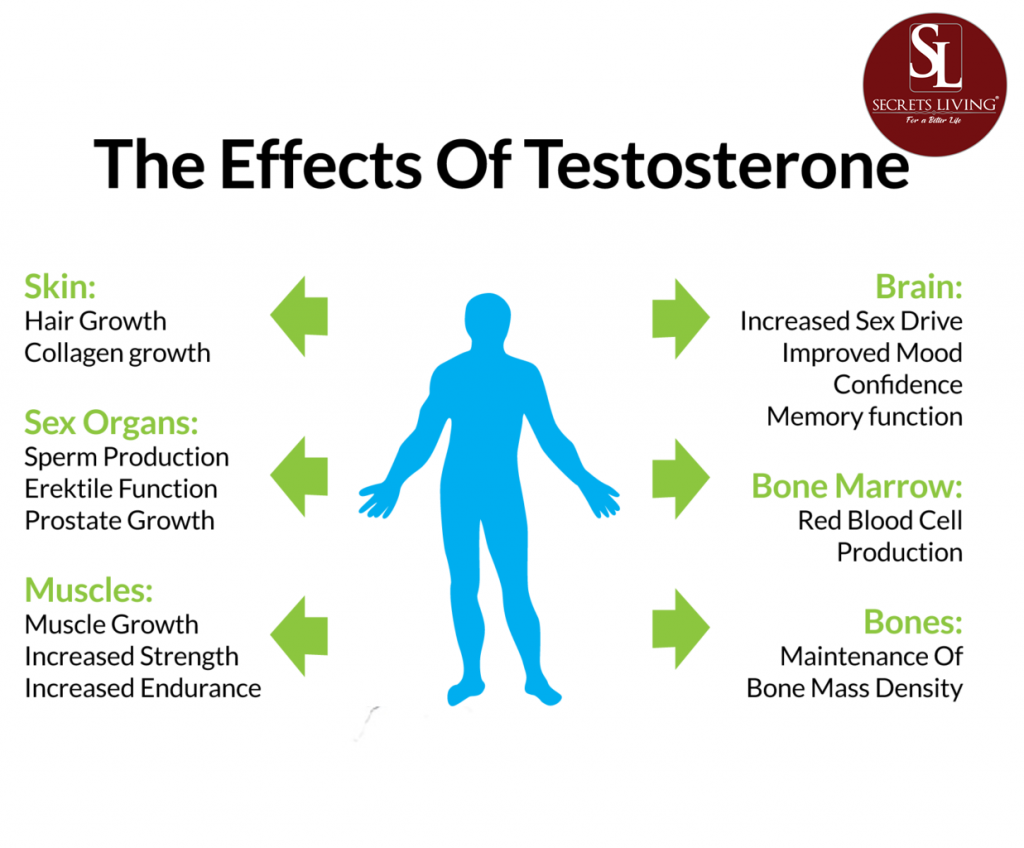 SL
SECRETS LIVING®
For a Better Life
The Effects Of Testosterone
Skin:
Hair Growth
Collagen growth
Sex Organs:
Sperm Production
Erektile Function
Prostate Growth
Muscles:
Muscle Growth
Increased Strength
Increased Endurance
Brain:
Increased Sex Drive
Improved Mood
Confidence
Memory function
Bone Marrow:
Red Blood Cell
Production
Bones:
Maintenance Of
Bone Mass Density